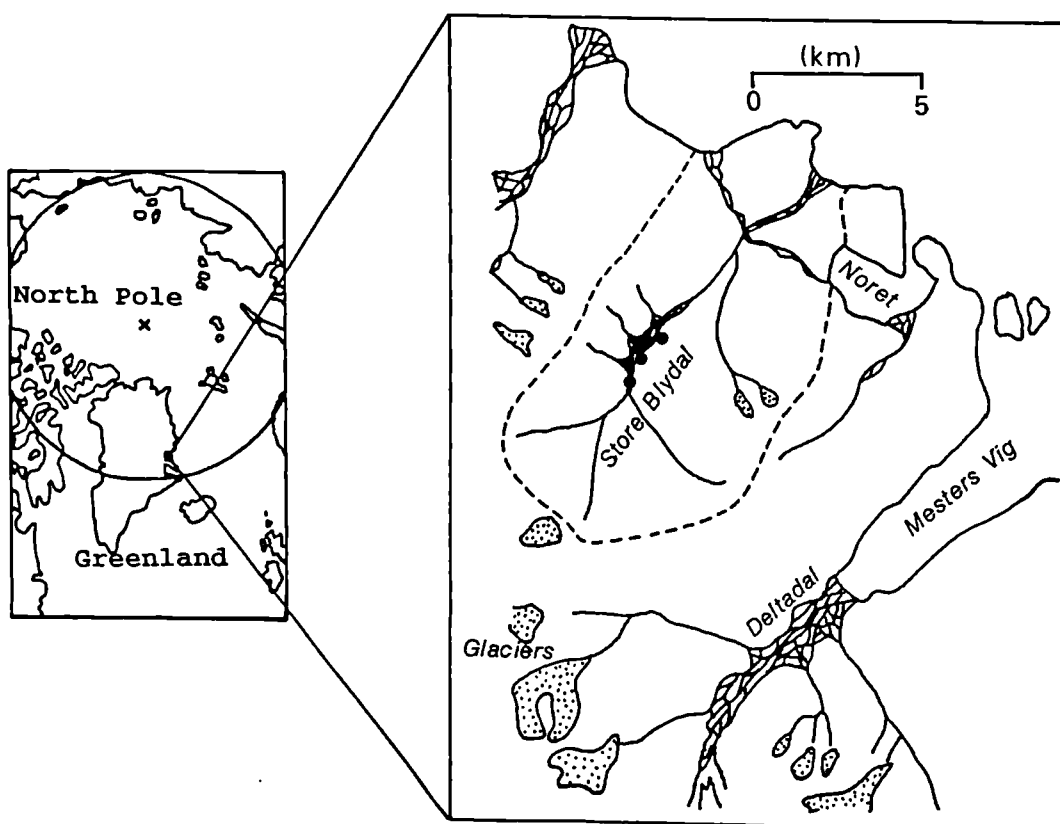 (km)
0 5
North Pole
×
Greenland
Noret
Store Blydal
Mesters Vig
Deltadal
Glaciers